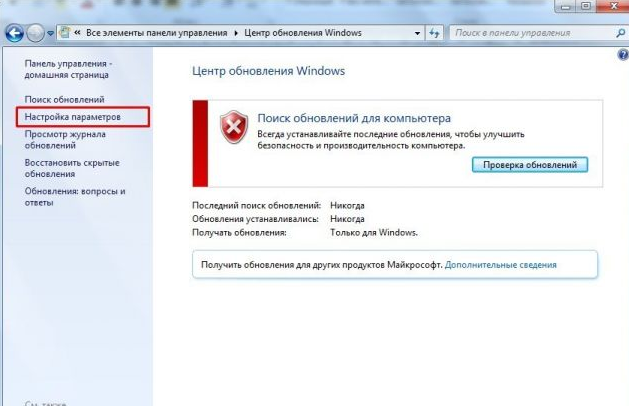 « Все элементы панели управления ▸ Центр обновления Windows
Поиск в панели управления
Панель управления -
домашняя страница
Поиск обновлений
Настройка параметров
Просмотр журнала
обновлений
Восстановить скрытые
обновления
Обновления: вопросы и
ответы
Центр обновления Windows
Поиск обновлений для компьютера
Всегда устанавливайте последние обновления, чтобы улучшить
безопасность и производительность компьютера.
Проверка обновлений
Последний поиск обновлений: Никогда
Обновления устанавливались: Никогда
Получать обновления: Только для Windows.
Получить обновления для других продуктов Майкрософт. Дополнительные сведения
См. также